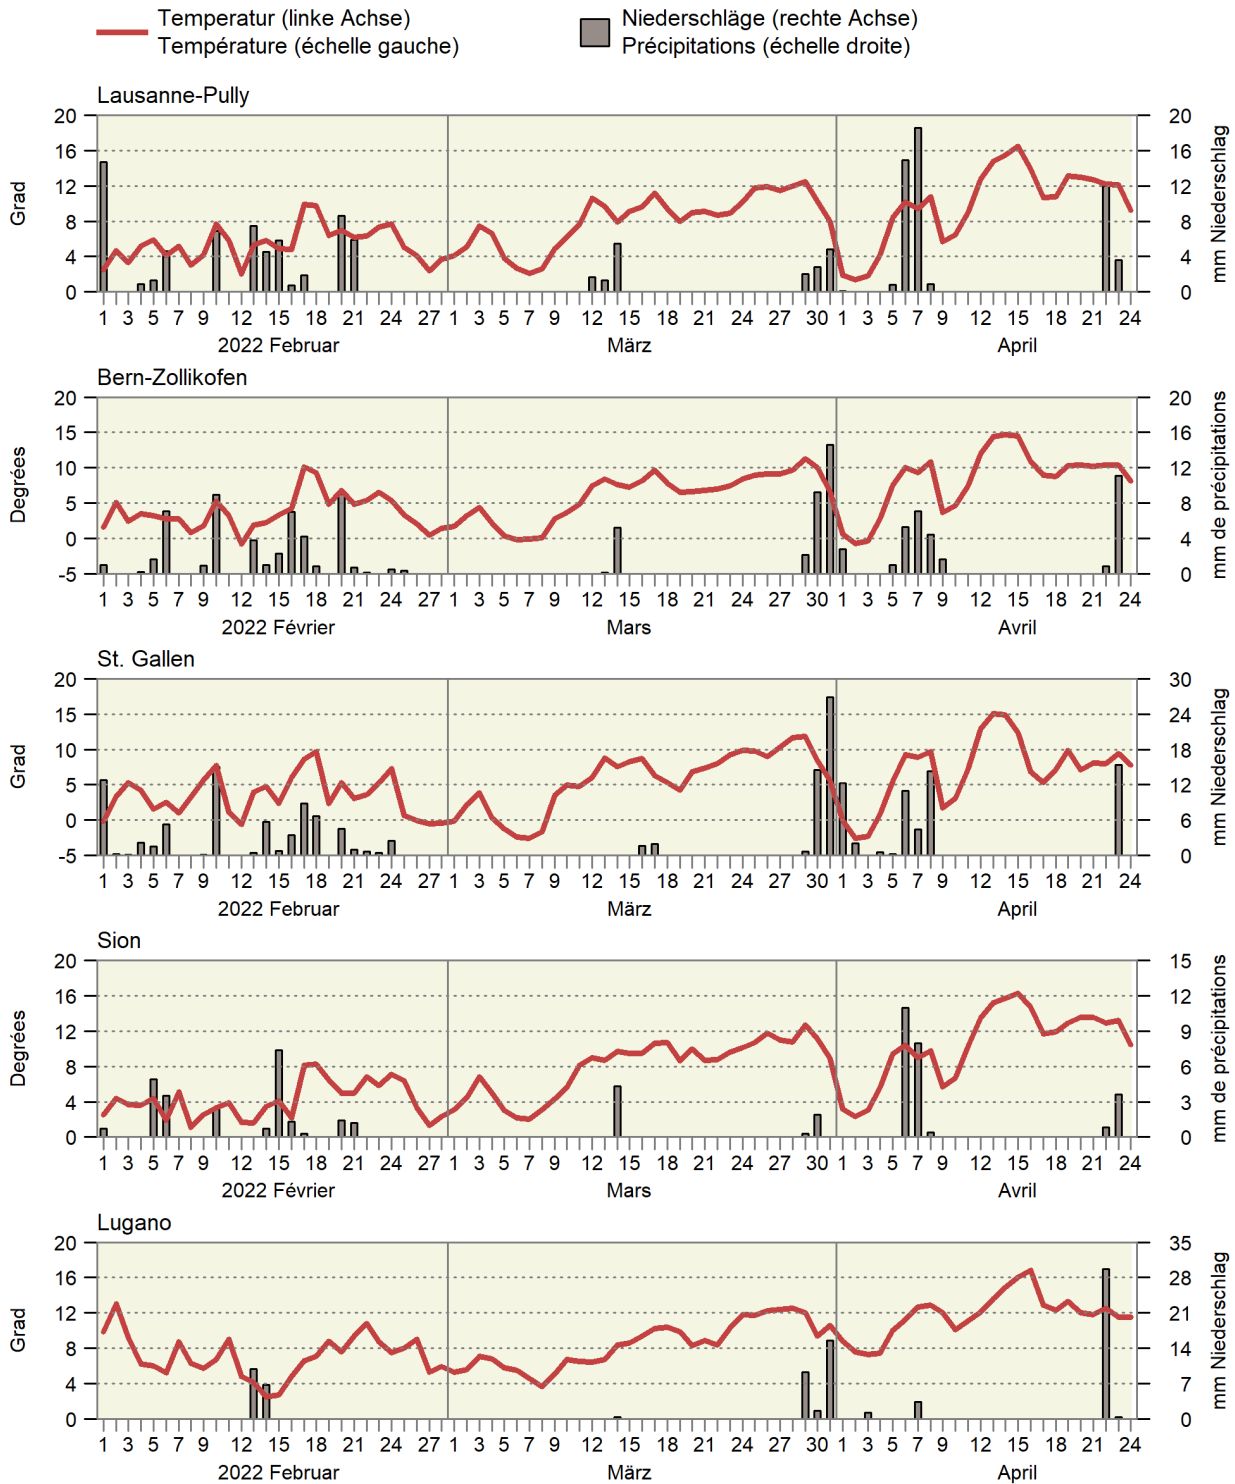 Temperatur (linke Achse)
Température (échelle gauche)
Niederschläge (rechte Achse)
Précipitations (échelle droite)
Lausanne-Pully
Grad
20
16
12
8
4
0
20
16
12
8
4
0
mm Niederschlag
1 3 5 7 9 12 15 18 21 24 27 1 3 5 7 9 12 15 18 21 24 27 30 1 3 5 7 9 12 15 18 21 24
2022 Februar März April
Bern-Zollikofen
Degrées
20
15
10
5
0
-5
20
16
12
8
4
0
mm de précipitations
1 3 5 7 9 12 15 18 21 24 27 1 3 5 7 9 12 15 18 21 24 27 30 1 3 5 7 9 12 15 18 21 24
2022 Février Mars Avril
St. Gallen
Grad
20
15
10
5
0
-5
30
24
18
12
6
0
mm Niederschlag
1 3 5 7 9 12 15 18 21 24 27 1 3 5 7 9 12 15 18 21 24 27 30 1 3 5 7 9 12 15 18 21 24
2022 Februar März April
Sion
Degrées
20
16
12
8
4
0
15
12
9
6
3
0
mm de précipitations
1 3 5 7 9 12 15 18 21 24 27 1 3 5 7 9 12 15 18 21 24 27 30 1 3 5 7 9 12 15 18 21 24
2022 Février Mars Avril
Lugano
Grad
20
16
12
8
4
0
35
28
21
14
7
0
mm Niederschlag
1 3 5 7 9 12 15 18 21 24 27 1 3 5 7 9 12 15 18 21 24 27 30 1 3 5 7 9 12 15 18 21 24
2022 Februar März April